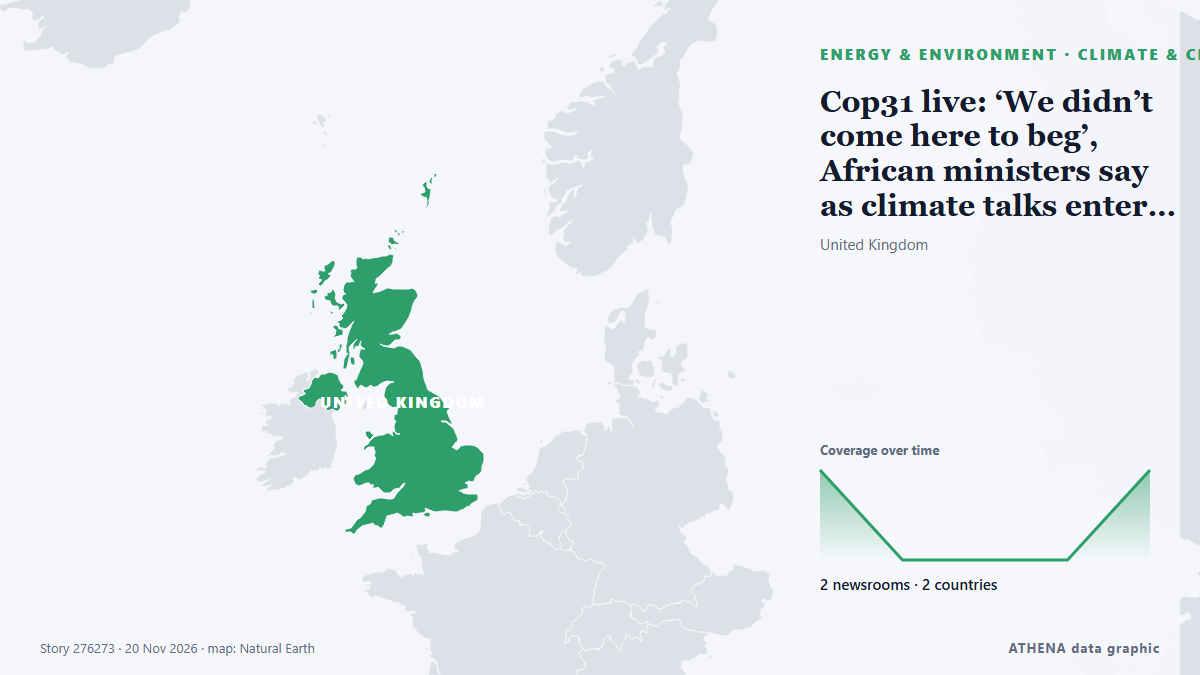 ENERGY & ENVIRONMENT · CLIMATE &
Cop31 live: ‘We didn’t
come here to beg’,
African ministers say
as climate talks enter...
United Kingdom
UNITED KINGDOM
Coverage over time
2 newsrooms · 2 countries
Story 276273 · 20 Nov 2026 · map: Natural Earth
ATHENA data graphic